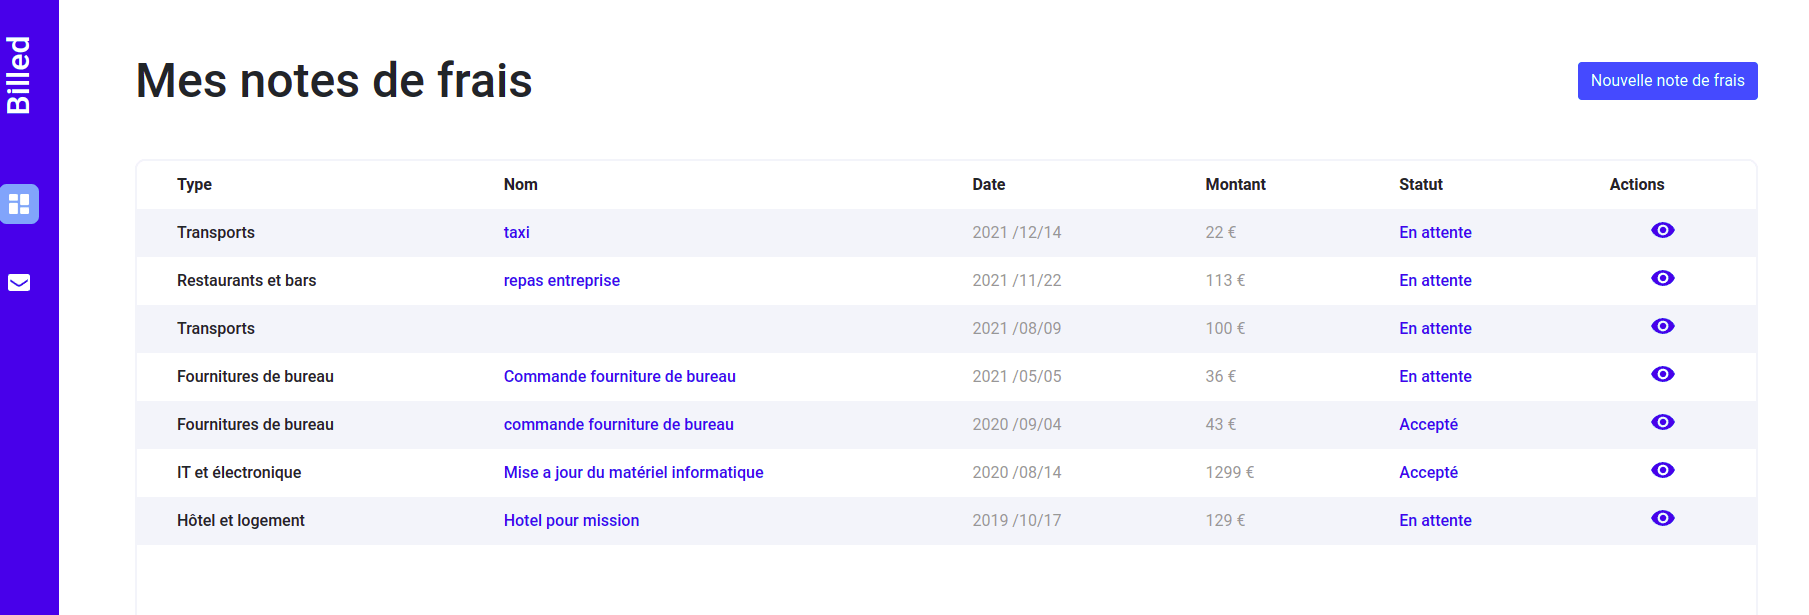 Billed
Mes notes de frais
Nouvelle note de frais
Type Nom Date Montant Statut Actions
Transports taxi 2021 /12/14 22 € En attente
Restaurants et bars repas entreprise 2021 /11/22 113 € En attente
Transports 2021 /08/09 100 € En attente
Fournitures de bureau Commande fourniture de bureau 2021 /05/05 36 € En attente
Fournitures de bureau commande fourniture de bureau 2020 /09/04 43 € Accepté
IT et électronique Mise a jour du matériel informatique 2020 /08/14 1299 € Accepté
Hôtel et logement Hotel pour mission 2019 /10/17 129 € En attente